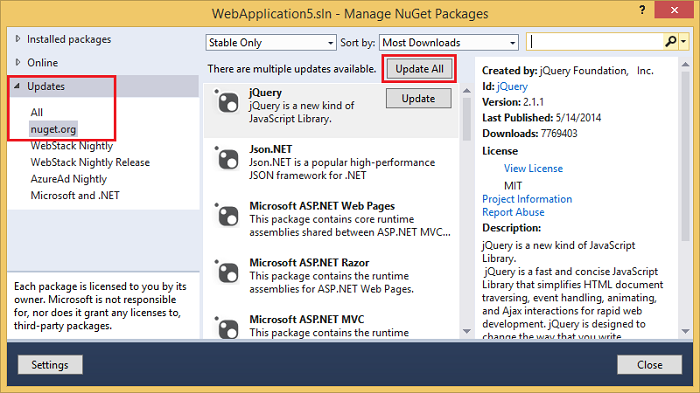 WebApplication5.sln - Manage NuGet Packages
?
Installed packages
Online
Updates
All
nuget.org
WebStack Nightly
WebStack Nightly Release
AzureAd Nightly
Microsoft and .NET
Each package is licensed to you by its
owner. Microsoft is not responsible
for, nor does it grant any licenses to,
third-party packages.
Stable Only
Sort by:
Most Downloads
There are multiple updates available.
Update All
jQuery
jQuery is a new kind of
JavaScript Library.
Update
Json.NET
Json.NET is a popular high-performance
JSON framework for .NET
Microsoft ASP.NET Web Pages
This package contains core runtime
assemblies shared between ASP.NET MVC...
Microsoft ASP.NET Razor
This package contains the runtime
assemblies for ASP.NET Web Pages.
Microsoft ASP.NET MVC
This package contains the runtime
Created by: jQuery Foundation, Inc.
Id: jQuery
Version: 2.1.1
Last Published: 5/14/2014
Downloads: 7769403
License
View License
MIT
Project Information
Report Abuse
Description:
jQuery is a new kind of JavaScript
Library.
jQuery is a fast and concise JavaScript
Library that simplifies HTML document
traversing, event handling, animating,
and Ajax interactions for rapid web
development. jQuery is designed to
change the way that you write
Settings
Close